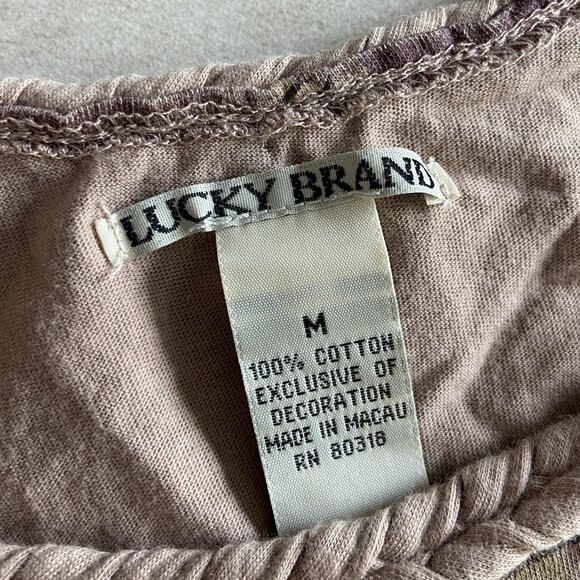 LUCKY BRAND
M
100% COTTON
EXCLUSIVE OF
DECORATION
MADE IN MACAU
RN 80318